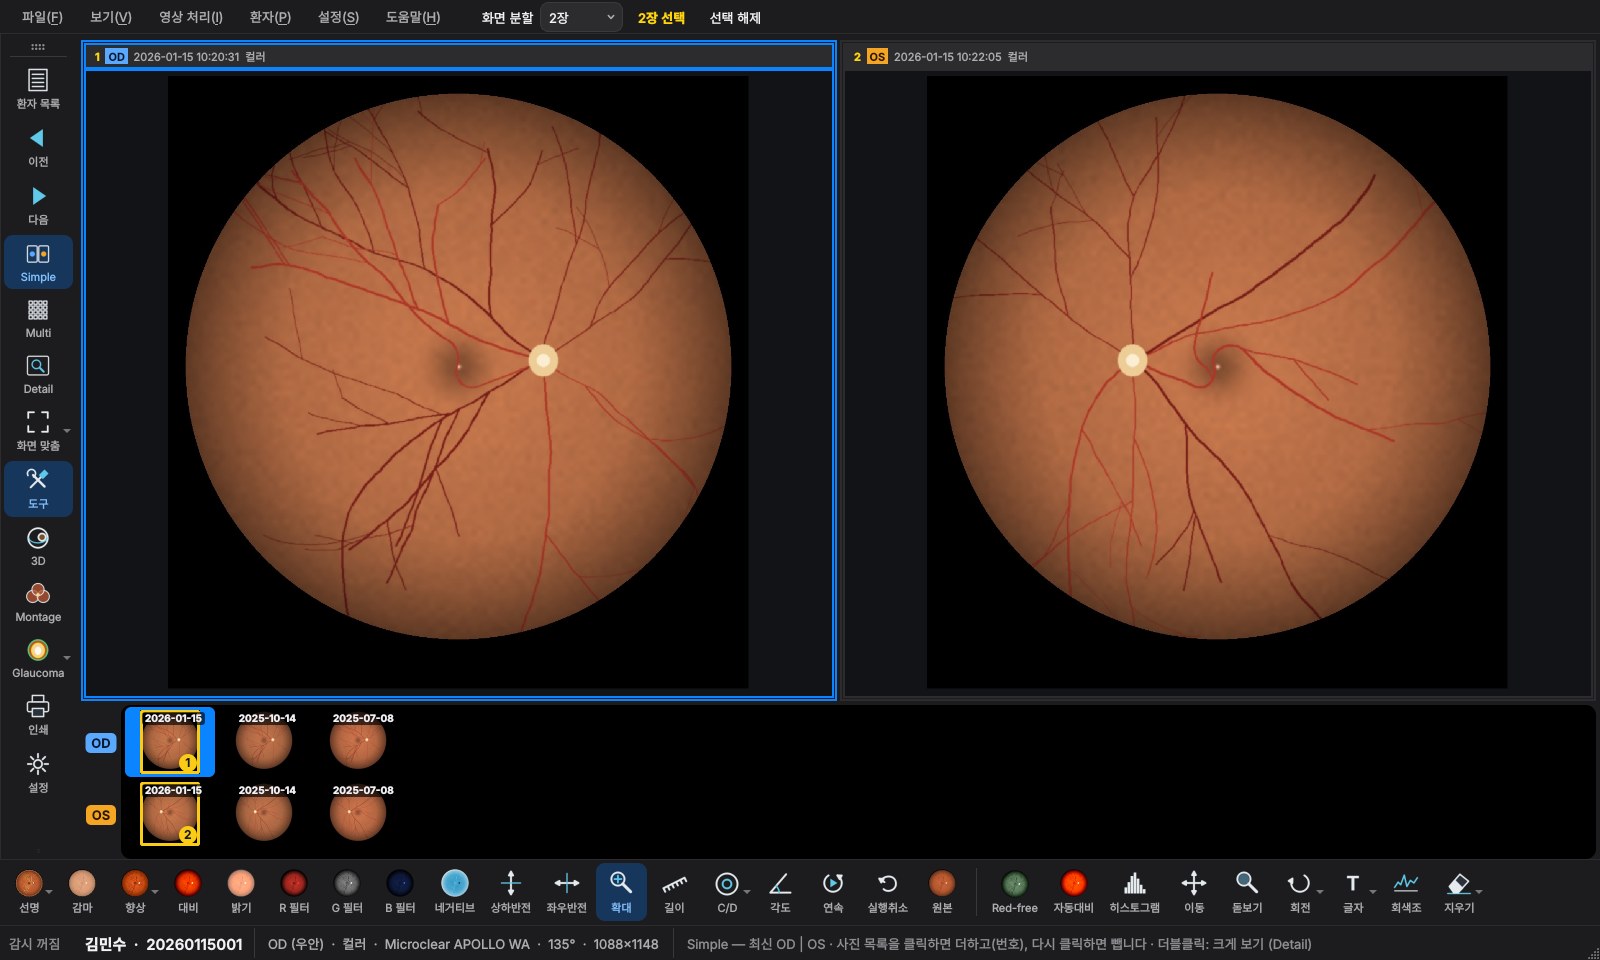 파일(F) 보기(V) 영상 처리(I) 환자(P) 설정(S) 도움말(H) 화면 분할 2장 2장 선택 선택 해제
1 OD 2026-01-15 10:20:31 컬러
2 OS 2026-01-15 10:22:05 컬러
환자 목록
이전
다음
Simple
Multi
Detail
화면 맞춤
도구
3D
Montage
Glaucoma
인쇄
설정
OD 2026-01-15 2025-10-14 2025-07-08
1
OS 2026-01-15 2025-10-14 2025-07-08
2
선명 감마 향상 대비 밝기 R 필터 G 필터 B 필터 네거티브 상하반전 좌우반전 확대 길이 C/D 각도 연속 실행취소 원본 Red-free 자동대비 히스토그램 이동 돋보기 회전 글자 회색조 지우기
감시 꺼짐 김민수 · 20260115001 OD (우안) · 컬러 · Microclear APOLLO WA · 135° · 1088×1148 Simple — 최신 OD | OS · 사진 목록을 클릭하면 더하고(번호), 다시 클릭하면 뺍니다 · 더블클릭: 크게 보기 (Detail)